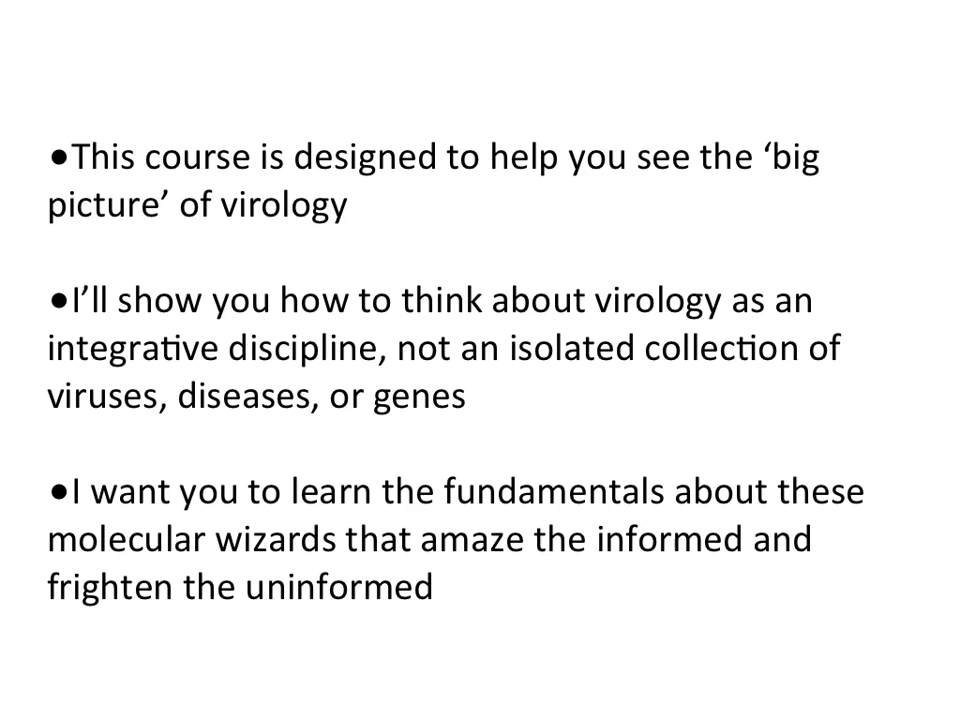 •This course is designed to help you see the ‘big
picture’ of virology
•I’ll show you how to think about virology as an
integrative discipline, not an isolated collection of
viruses, diseases, or genes
•I want you to learn the fundamentals about these
molecular wizards that amaze the informed and
frighten the uninformed